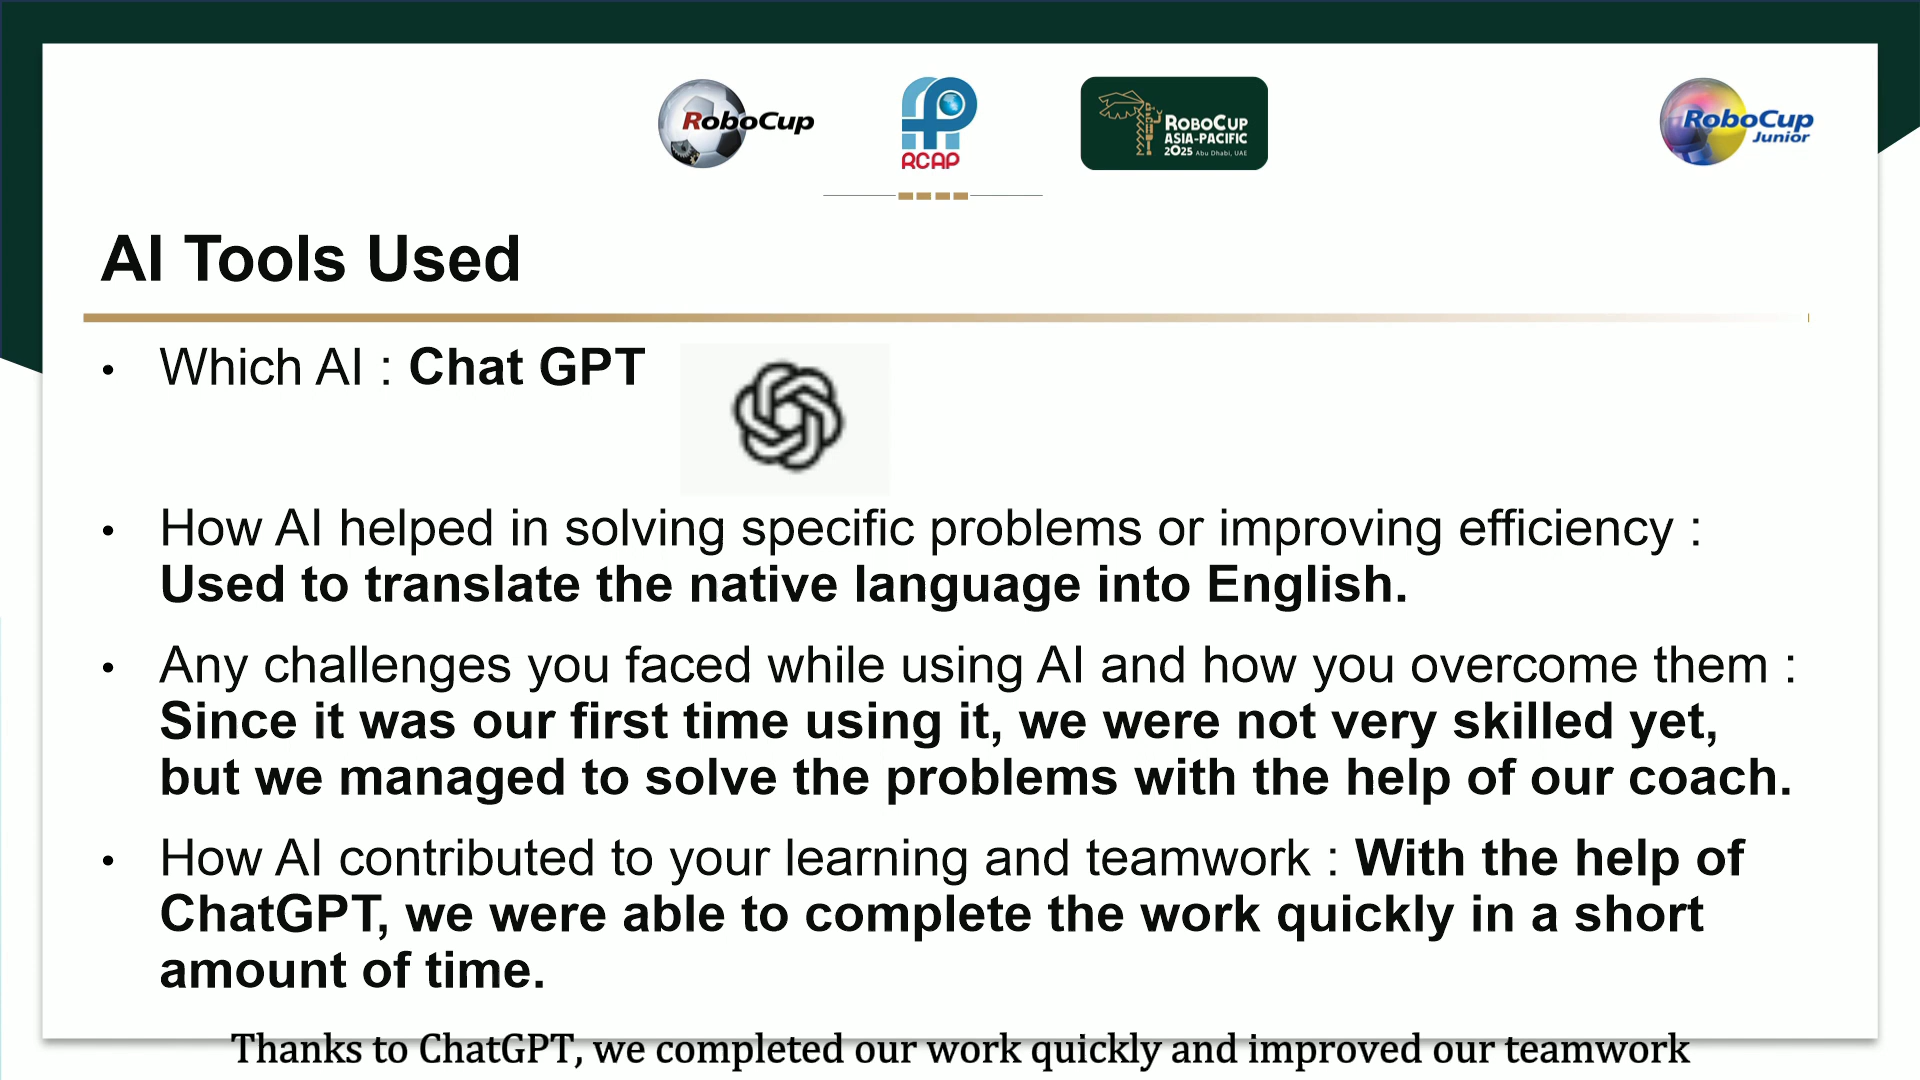 RoboCup
RCAP
RoboCup
ASIA-PACIFIC
2025 Abu Dhabi, UAE
RoboCup
Junior
AI Tools Used
• Which AI : Chat GPT
• How AI helped in solving specific problems or improving efficiency :
Used to translate the native language into English.
• Any challenges you faced while using AI and how you overcome them :
Since it was our first time using it, we were not very skilled yet,
but we managed to solve the problems with the help of our coach.
• How AI contributed to your learning and teamwork : With the help of
ChatGPT, we were able to complete the work quickly in a short
amount of time.
Thanks to ChatGPT, we completed our work quickly and improved our teamwork